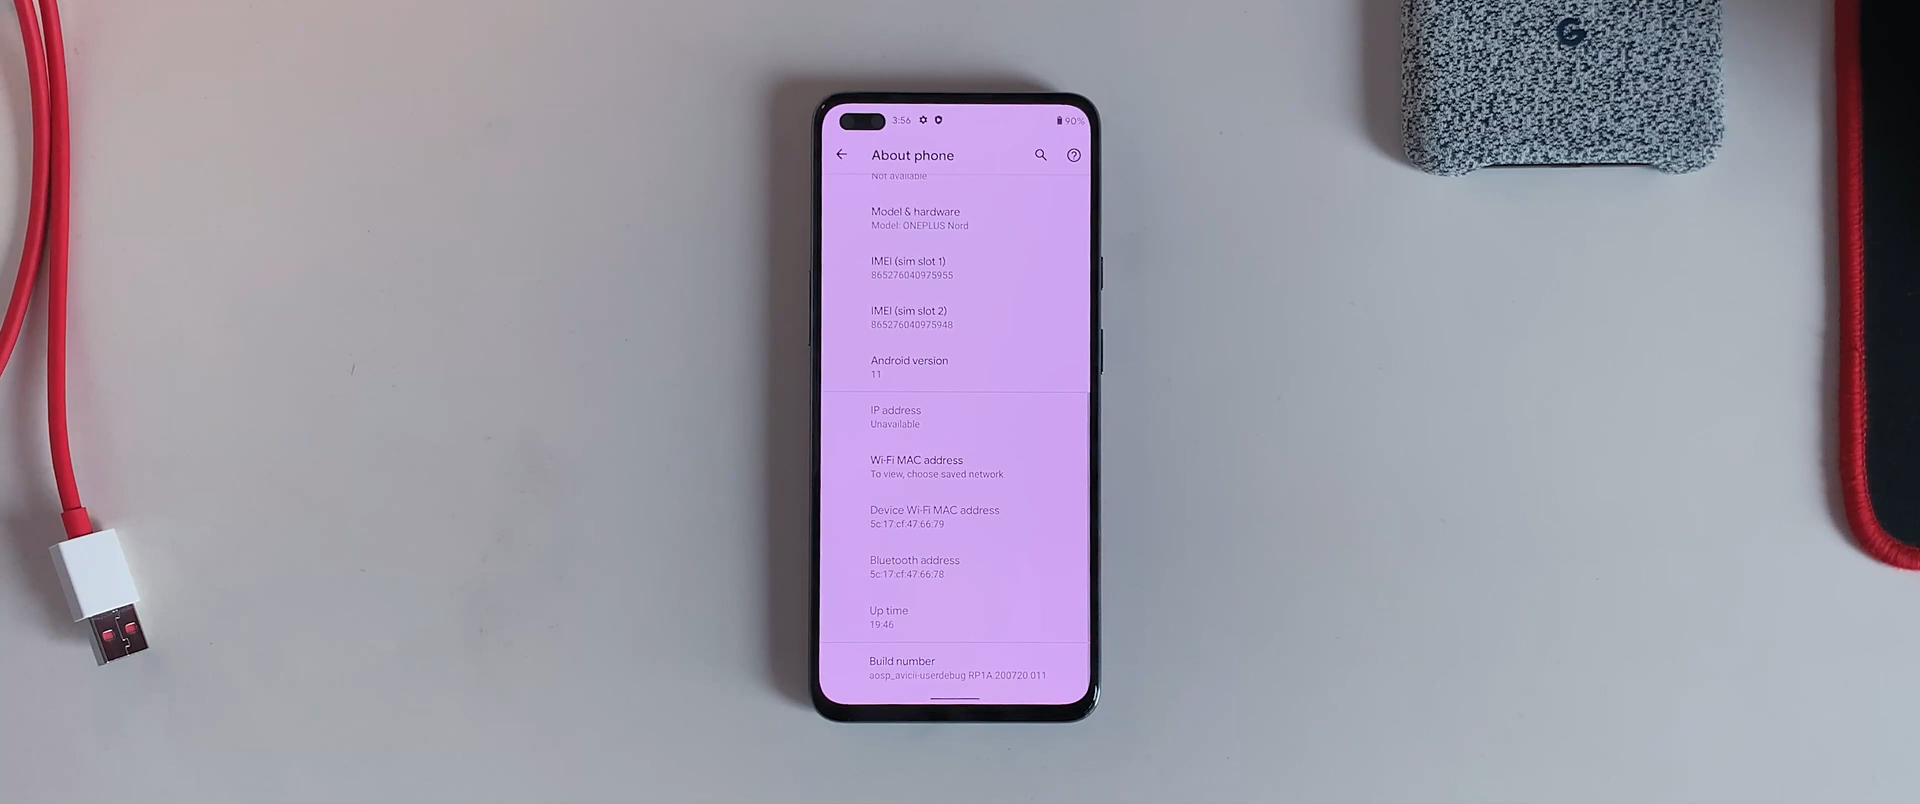 G
3:56
90%
About phone
Not available
Model & hardware
Model: ONEPLUS Nord
IMEI (sim slot 1)
865276040975955
IMEI (sim slot 2)
865276040975948
Android version
11
IP address
Unavailable
Wi-Fi MAC address
To view, choose saved network
Device Wi-Fi MAC address
5c:17:cf:47:66:79
Bluetooth address
5c:17:cf:47:66:78
Up time
19:46
Build number
aosp_avicii-userdebug RP1A.200720.011